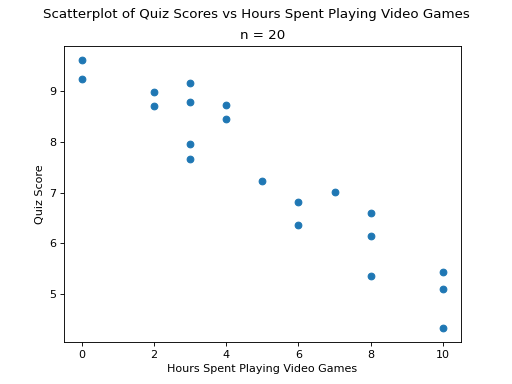 Scatterplot of Quiz Scores vs Hours Spent Playing Video Games
n = 20
9
8
7
6
5
Quiz Score
0 2 4 6 8 10
Hours Spent Playing Video Games